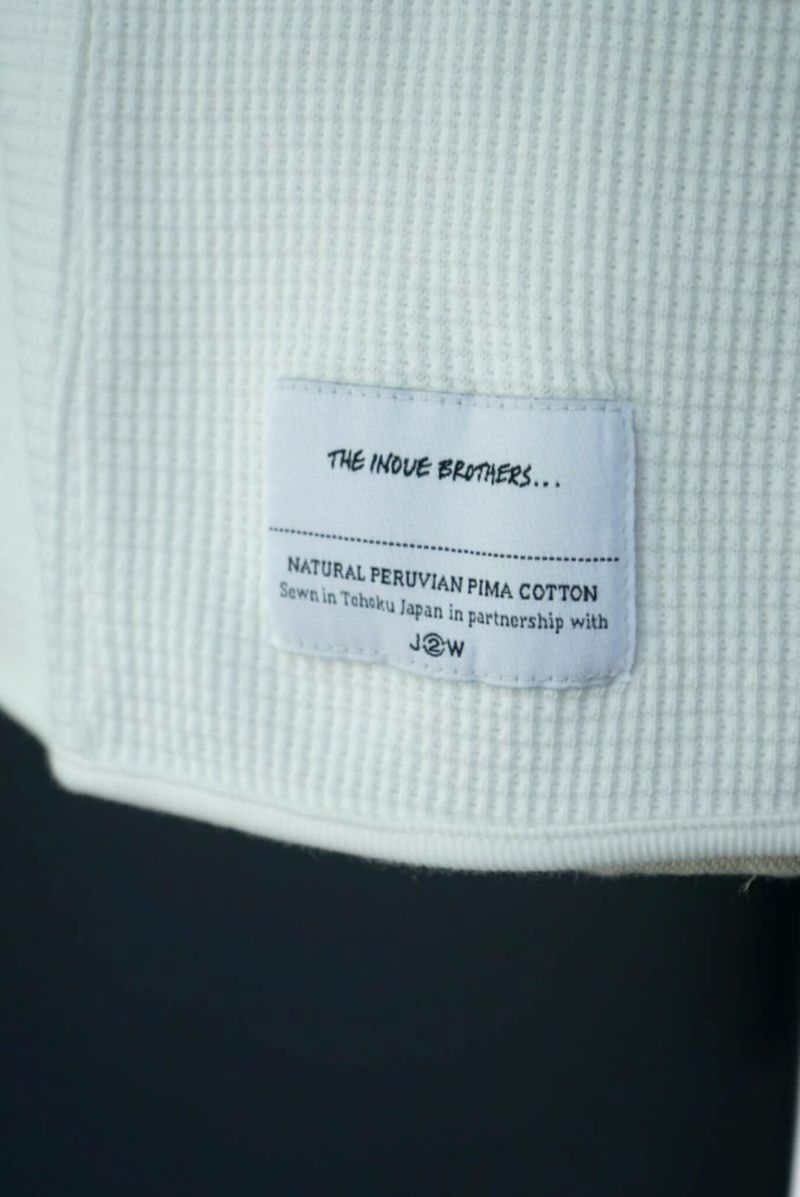 THE INOUE BROTHERS...
NATURAL PERUVIAN PIMA COTTON
Sewn in Tohoku Japan in partnership with
J②W